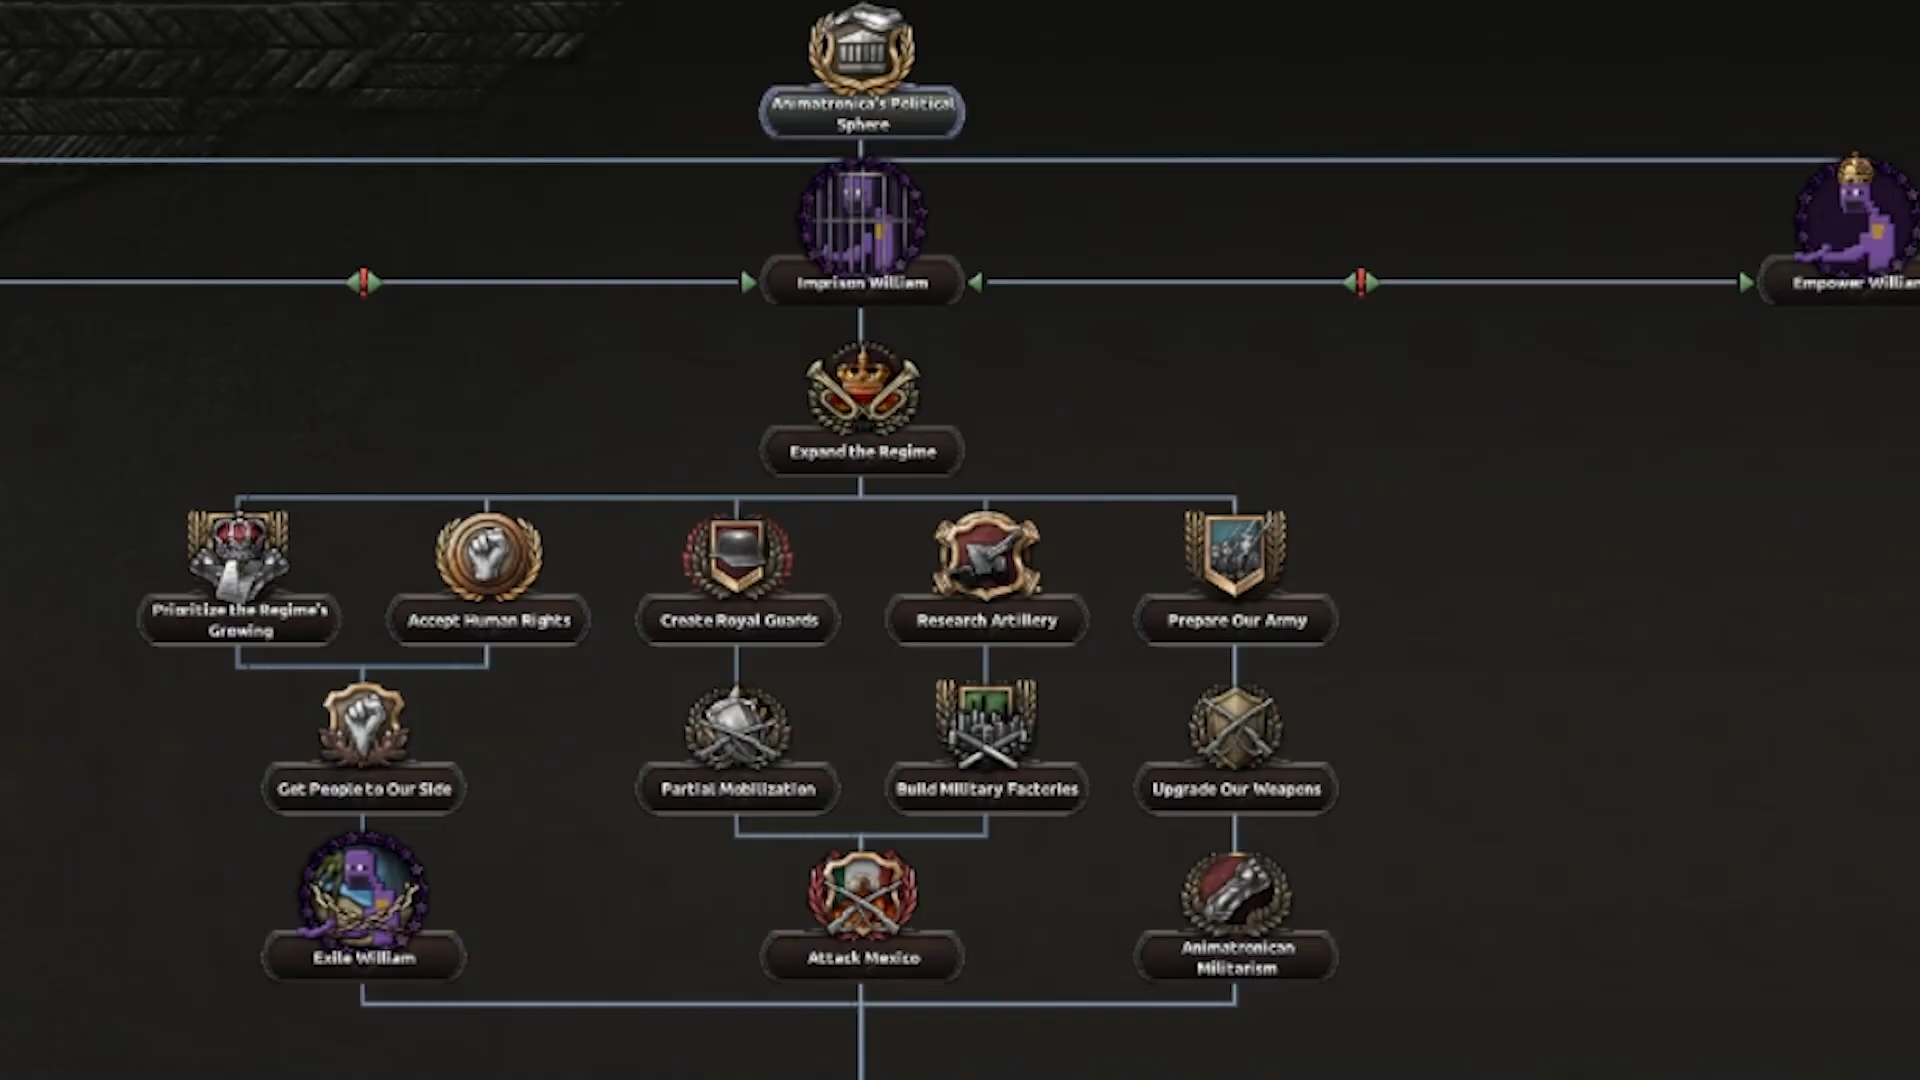 Animatronica's Political
Sphere
Imprison William
Empower William
Expand the Regime
Prioritize the Regime's
Growing
Accept Human Rights
Create Royal Guards
Research Artillery
Prepare Our Army
Get People to Our Side
Partial Mobilization
Build Military Factories
Upgrade Our Weapons
Exile William
Attack Mexico
Animatronican
Militarism